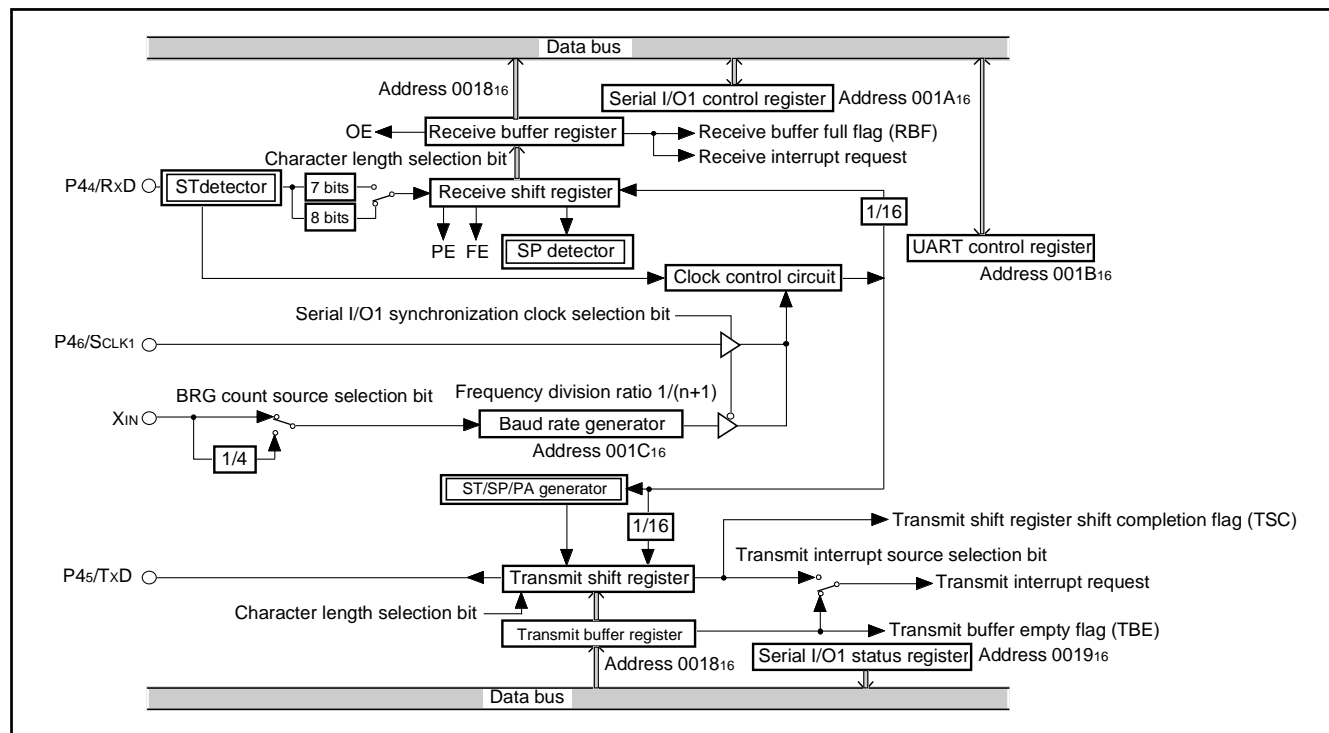 Data bus
Address 001816
Serial I/O1 control register
Address 001A16
OE
Receive buffer register
Receive buffer full flag (RBF)
Receive interrupt request
Character length selection bit
P44/RXD
STdetector
7 bits
8 bits
Receive shift register
1/16
PE
FE
SP detector
UART control register
Address 001B16
Clock control circuit
Serial I/O1 synchronization clock selection bit
P46/SCLK1
BRG count source selection bit
Frequency division ratio 1/(n+1)
XIN
Baud rate generator
1/4
Address 001C16
ST/SP/PA generator
1/16
Transmit shift register shift completion flag (TSC)
Transmit interrupt source selection bit
P45/TXD
Transmit shift register
Transmit interrupt request
Character length selection bit
Transmit buffer register
Transmit buffer empty flag (TBE)
Address 001816
Serial I/O1 status register
Address 001916
Data bus